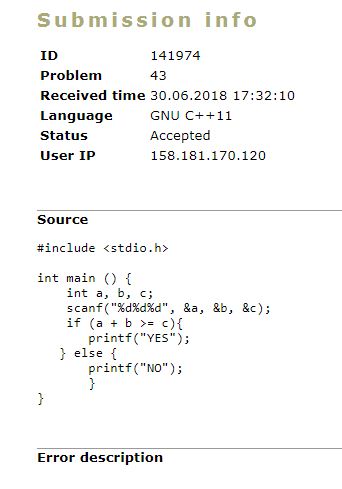 Submission info
ID 141974
Problem 43
Received time 30.06.2018 17:32:10
Language GNU C++11
Status Accepted
User IP 158.181.170.120
Source
#include <stdio.h>
int main () {
    int a, b, c;
    scanf("%d%d%d", &a, &b, &c);
    if (a + b >= c){
       printf("YES");
   } else {
       printf("NO");
       }
}
Error description